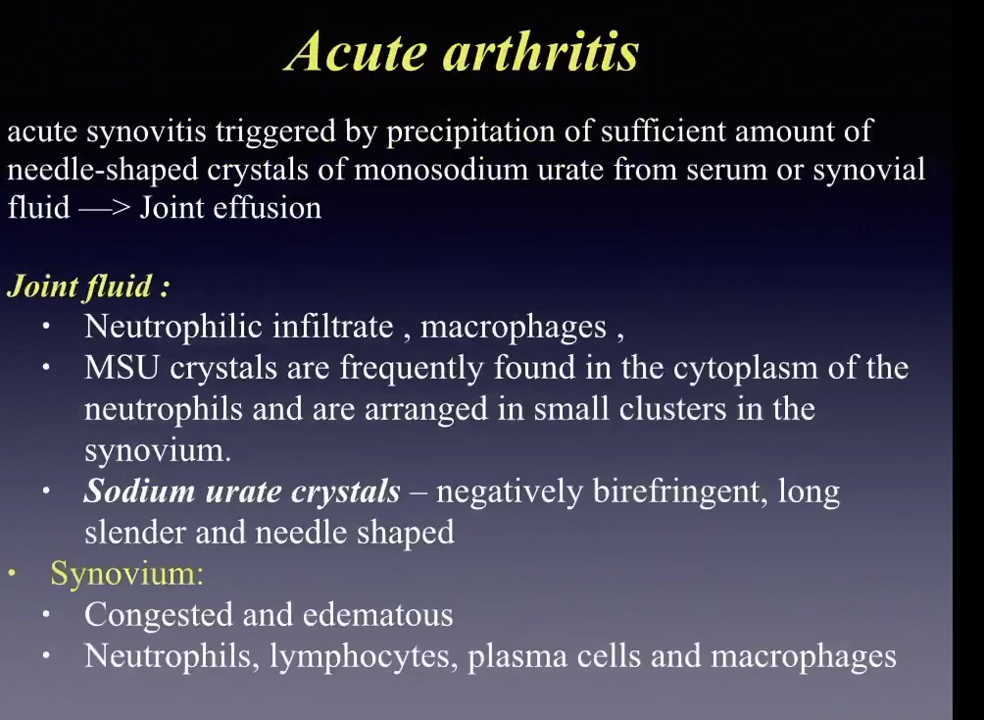 Acute arthritis
acute synovitis triggered by precipitation of sufficient amount of
needle-shaped crystals of monosodium urate from serum or synovial
fluid —> Joint effusion
Joint fluid :
• Neutrophilic infiltrate , macrophages ,
• MSU crystals are frequently found in the cytoplasm of the
neutrophils and are arranged in small clusters in the
synovium.
• Sodium urate crystals – negatively birefringent, long
slender and needle shaped
• Synovium:
• Congested and edematous
• Neutrophils, lymphocytes, plasma cells and macrophages